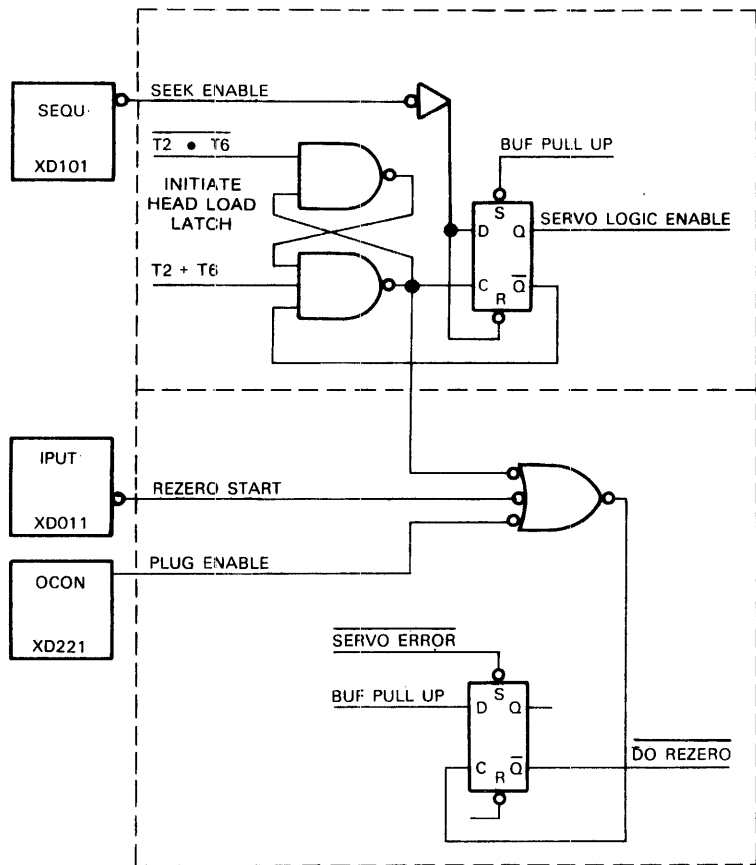 SEQU
XD101
SEEK ENABLE
T2 • T6
INITIATE
HEAD LOAD
LATCH
T2 + T6
BUF PULL UP
S
D
Q
C
Q̅
R
SERVO LOGIC ENABLE
IPUT
XD011
REZERO START
OCON
XD221
PLUG ENABLE
SERVO ERROR
BUF PULL UP
S
D
Q
C
Q̅
R
DO REZERO